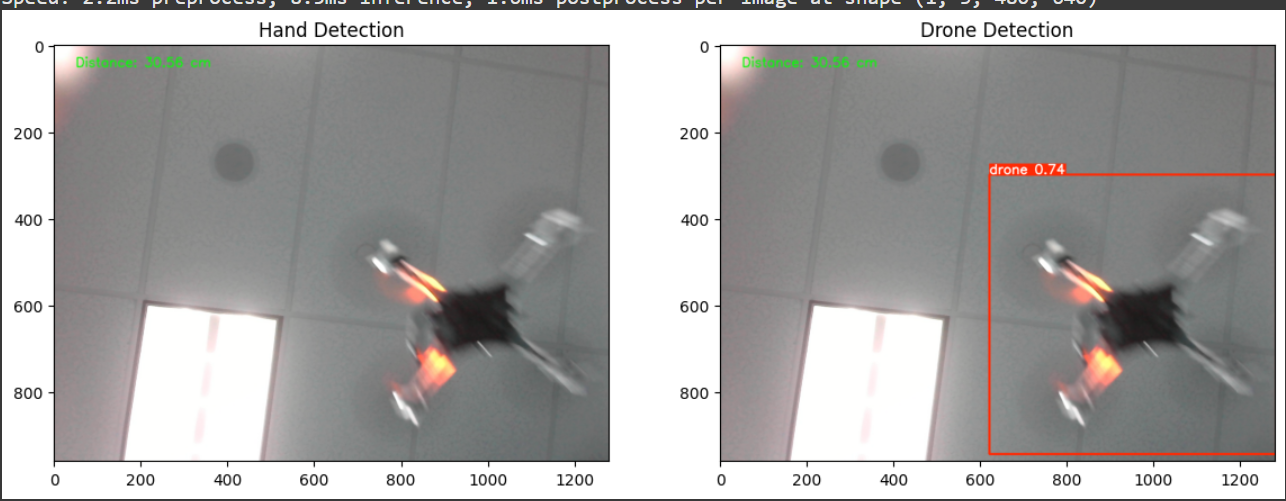 Speed: 2.2ms preprocess, 8.9ms inference, 1.6ms postprocess per image at shape (1, 3, 480, 640)
Hand Detection
Drone Detection
Distance: 30.56 cm
Distance: 30.56 cm
drone 0.74
0
200
400
600
800
0 200 400 600 800 1000 1200
0
200
400
600
800
0 200 400 600 800 1000 1200